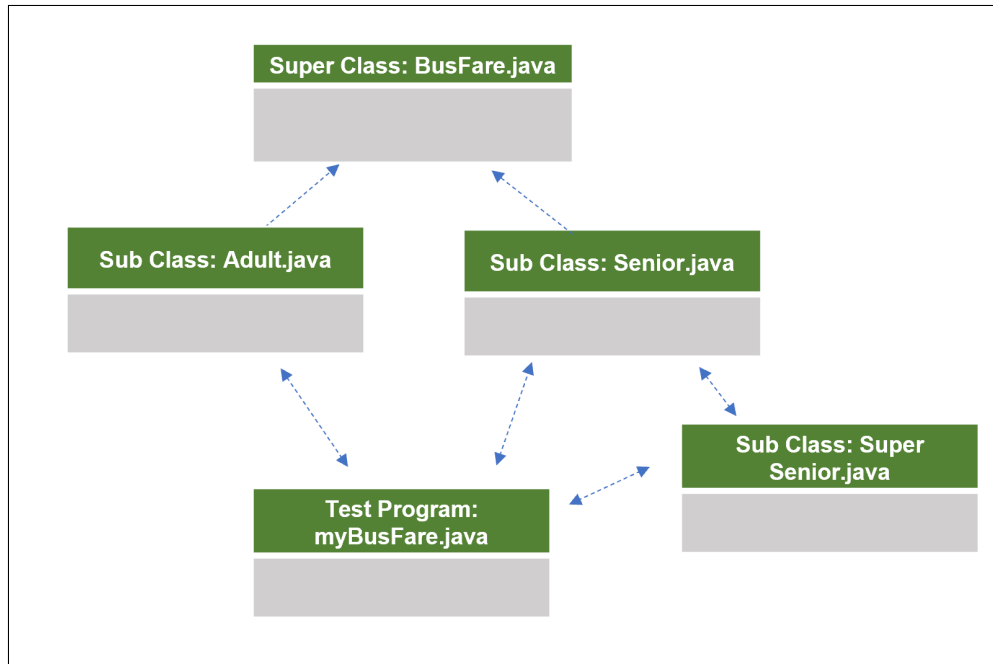 Super Class: BusFare.java
Sub Class: Adult.java
Sub Class: Senior.java
Sub Class: Super
Senior.java
Test Program:
myBusFare.java